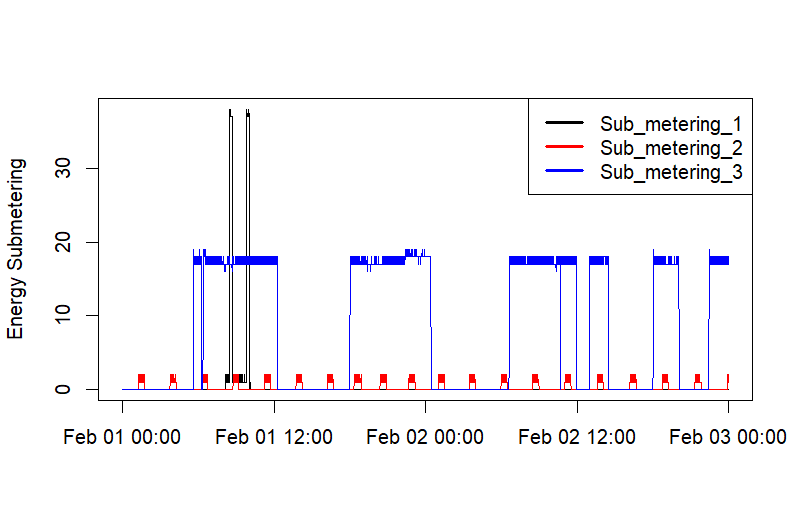 Sub_metering_1
Sub_metering_2
Sub_metering_3
Energy Submetering
30
20
10
0
Feb 01 00:00
Feb 01 12:00
Feb 02 00:00
Feb 02 12:00
Feb 03 00:00